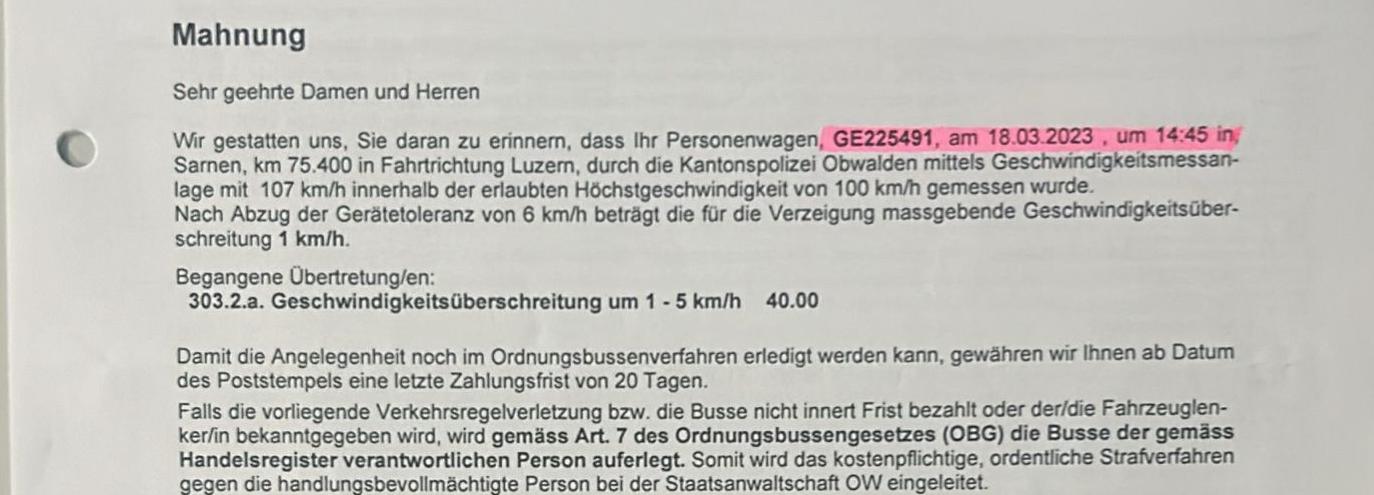 Mahnung
Sehr geehrte Damen und Herren
Wir gestatten uns, Sie daran zu erinnern, dass Ihr Personenwagen, GE225491, am 18.03.2023 , um 14:45 in,
Sarnen, km 75.400 in Fahrtrichtung Luzern, durch die Kantonspolizei Obwalden mittels Geschwindigkeitsmessan-
lage mit 107 km/h innerhalb der erlaubten Höchstgeschwindigkeit von 100 km/h gemessen wurde.
Nach Abzug der Gerätetoleranz von 6 km/h beträgt die für die Verzeigung massgebende Geschwindigkeitsüber-
schreitung 1 km/h.
Begangene Übertretung/en:
303.2.a. Geschwindigkeitsüberschreitung um 1 - 5 km/h 40.00
Damit die Angelegenheit noch im Ordnungsbussenverfahren erledigt werden kann, gewähren wir Ihnen ab Datum
des Poststempels eine letzte Zahlungsfrist von 20 Tagen.
Falls die vorliegende Verkehrsregelverletzung bzw. die Busse nicht innert Frist bezahlt oder der/die Fahrzeuglen-
ker/in bekanntgegeben wird, wird gemäss Art. 7 des Ordnungsbussengesetzes (OBG) die Busse der gemäss
Handelsregister verantwortlichen Person auferlegt. Somit wird das kostenpflichtige, ordentliche Strafverfahren
gegen die handlungsbevollmächtigte Person bei der Staatsanwaltschaft OW eingeleitet.